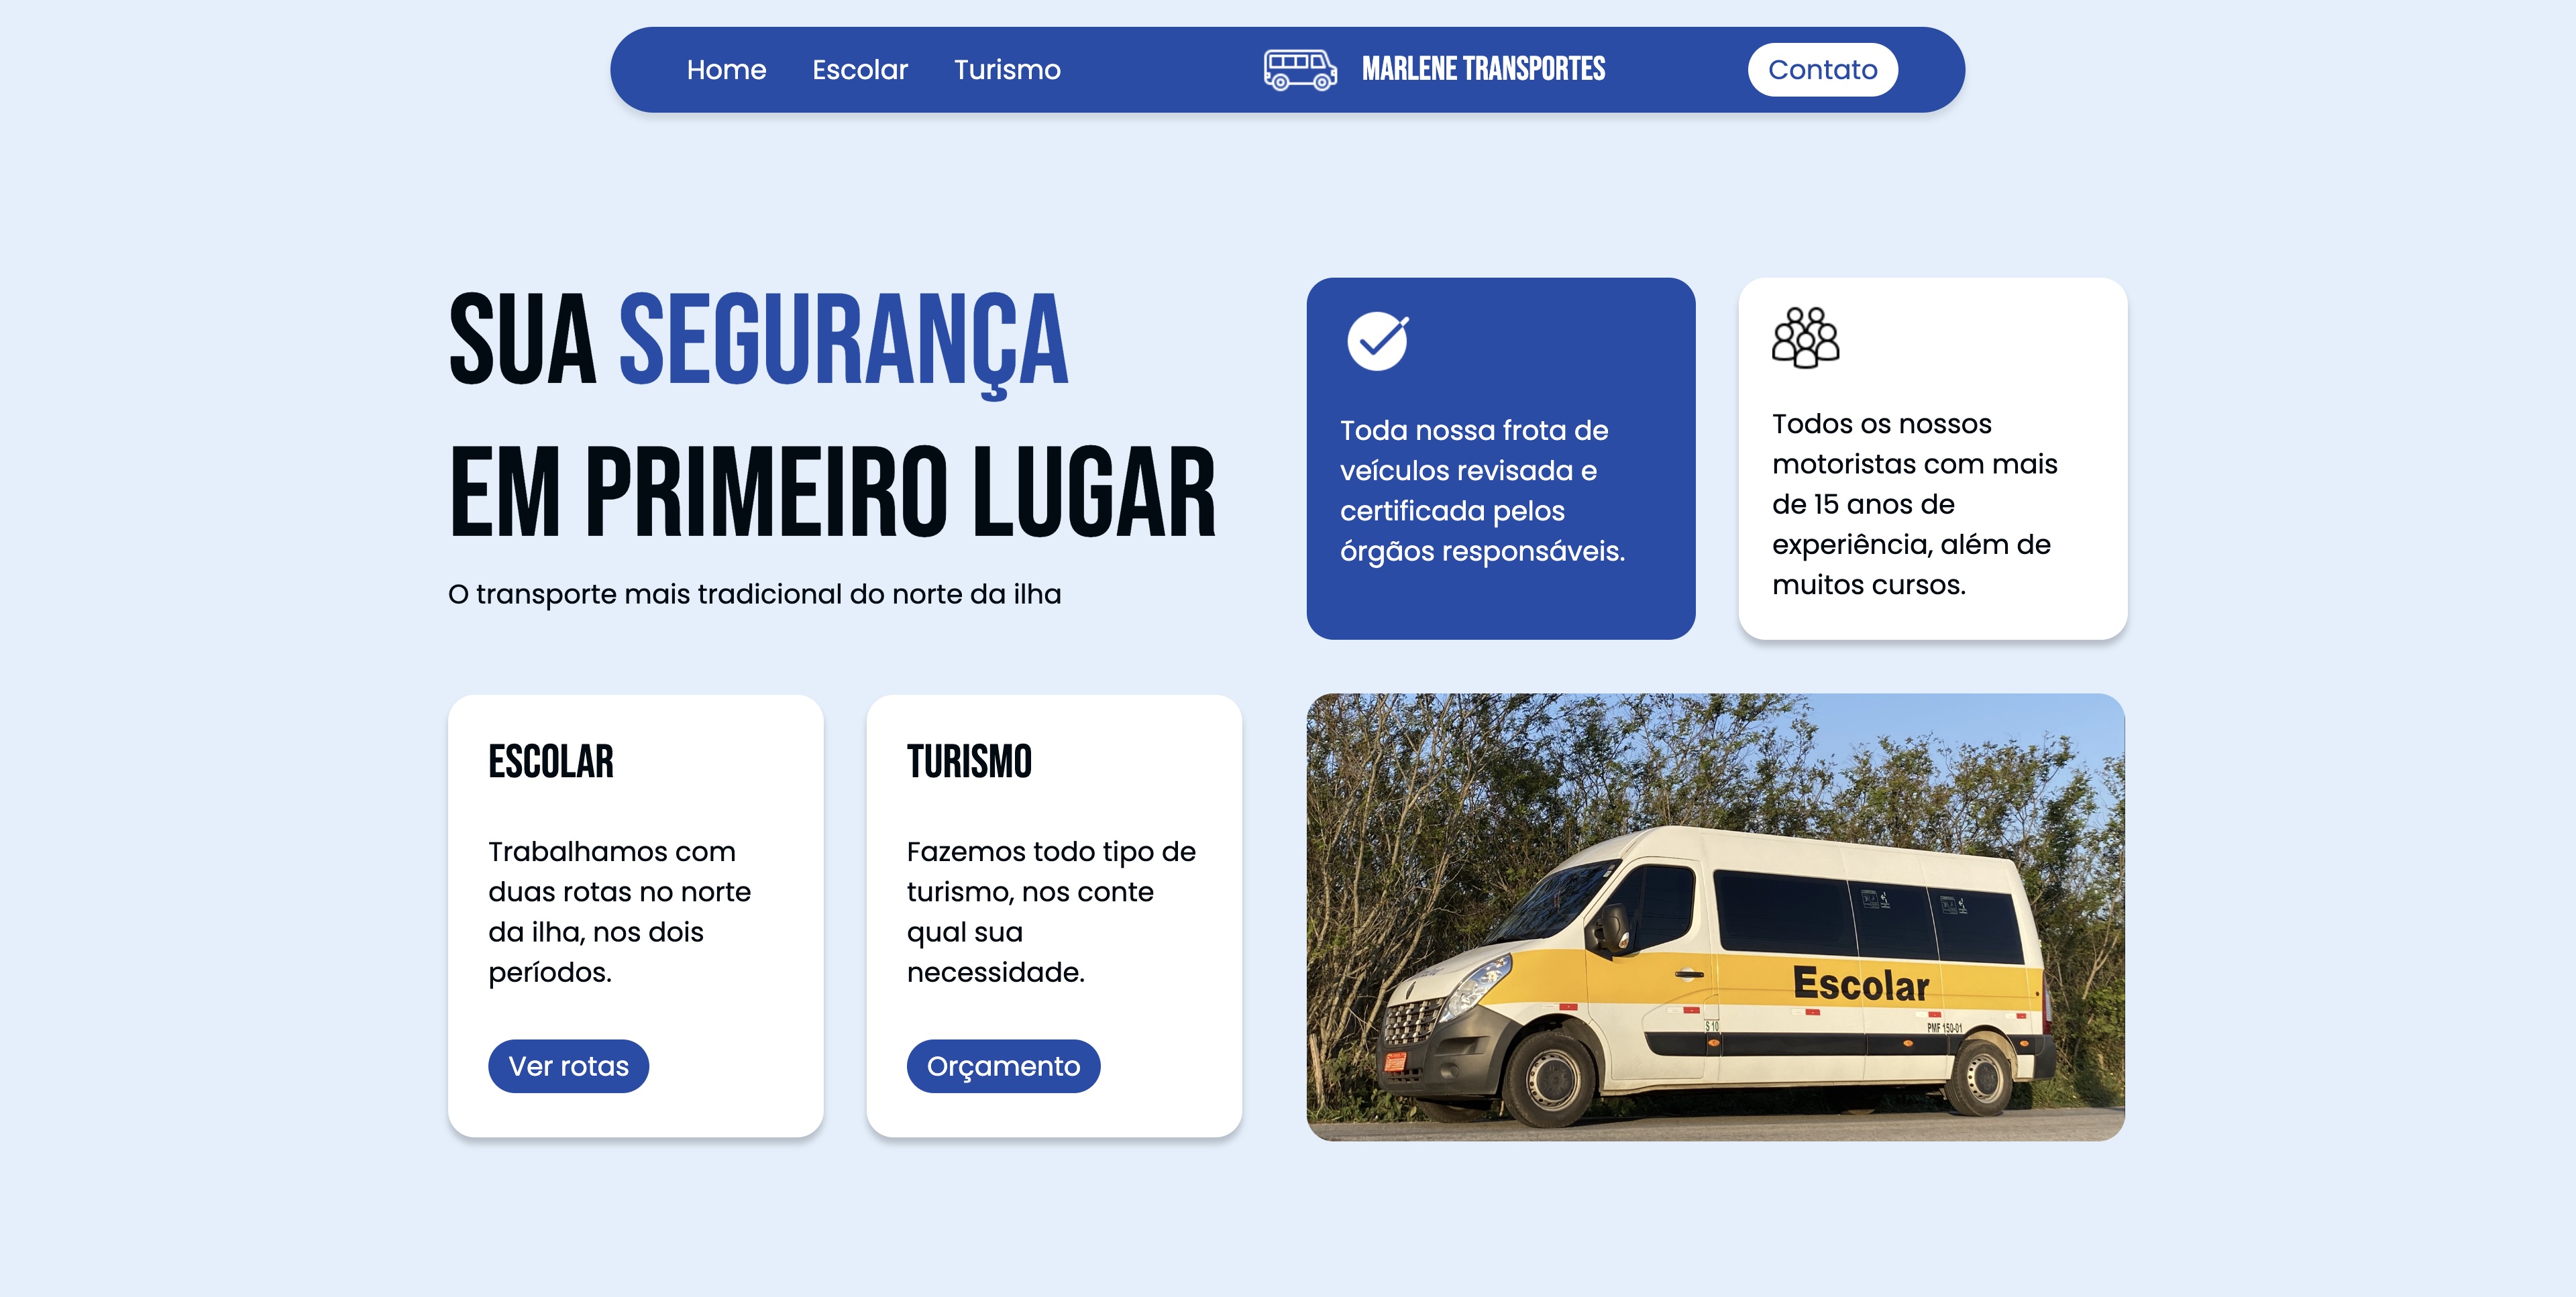 Home Escolar Turismo MARLENE TRANSPORTES Contato
SUA SEGURANÇA
EM PRIMEIRO LUGAR
O transporte mais tradicional do norte da ilha
Toda nossa frota de
veículos revisada e
certificada pelos
órgãos responsáveis.
Todos os nossos
motoristas com mais
de 15 anos de
experiência, além de
muitos cursos.
ESCOLAR
Trabalhamos com
duas rotas no norte
da ilha, nos dois
períodos.
Ver rotas
TURISMO
Fazemos todo tipo de
turismo, nos conte
qual sua
necessidade.
Orçamento
Escolar
S 10
PMF 150-01